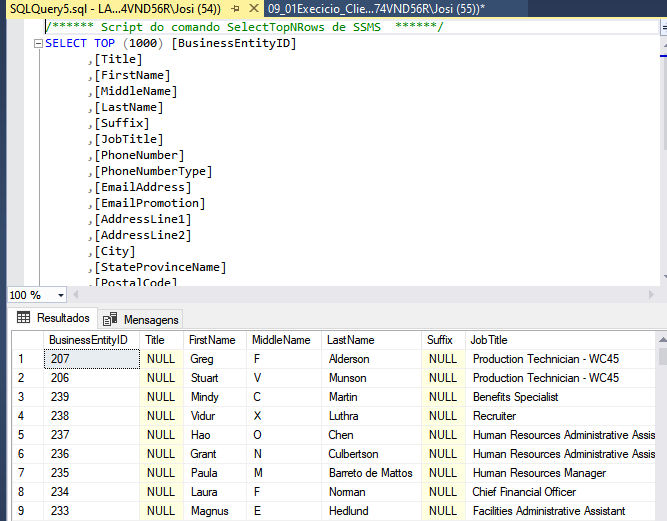 SQLQuery5.sql - LA...4VND56R\Josi (54)) 09_01Execicio_Clie...74VND56R\Josi (55))*
/****** Script do comando SelectTopNRows de SSMS ******/
SELECT TOP (1000) [BusinessEntityID]
,[Title]
,[FirstName]
,[MiddleName]
,[LastName]
,[Suffix]
,[JobTitle]
,[PhoneNumber]
,[PhoneNumberType]
,[EmailAddress]
,[EmailPromotion]
,[AddressLine1]
,[AddressLine2]
,[City]
,[StateProvinceName]
,[PostalCode]
100 %
Resultados Mensagens
BusinessEntityID Title FirstName MiddleName LastName Suffix JobTitle
1 207 NULL Greg F Alderson NULL Production Technician - WC45
2 206 NULL Stuart V Munson NULL Production Technician - WC45
3 239 NULL Mindy C Martin NULL Benefits Specialist
4 238 NULL Vidur X Luthra NULL Recruiter
5 237 NULL Hao O Chen NULL Human Resources Administrative Assis
6 236 NULL Grant N Culbertson NULL Human Resources Administrative Assis
7 235 NULL Paula M Barreto de Mattos NULL Human Resources Manager
8 234 NULL Laura F Norman NULL Chief Financial Officer
9 233 NULL Magnus E Hedlund NULL Facilities Administrative Assistant